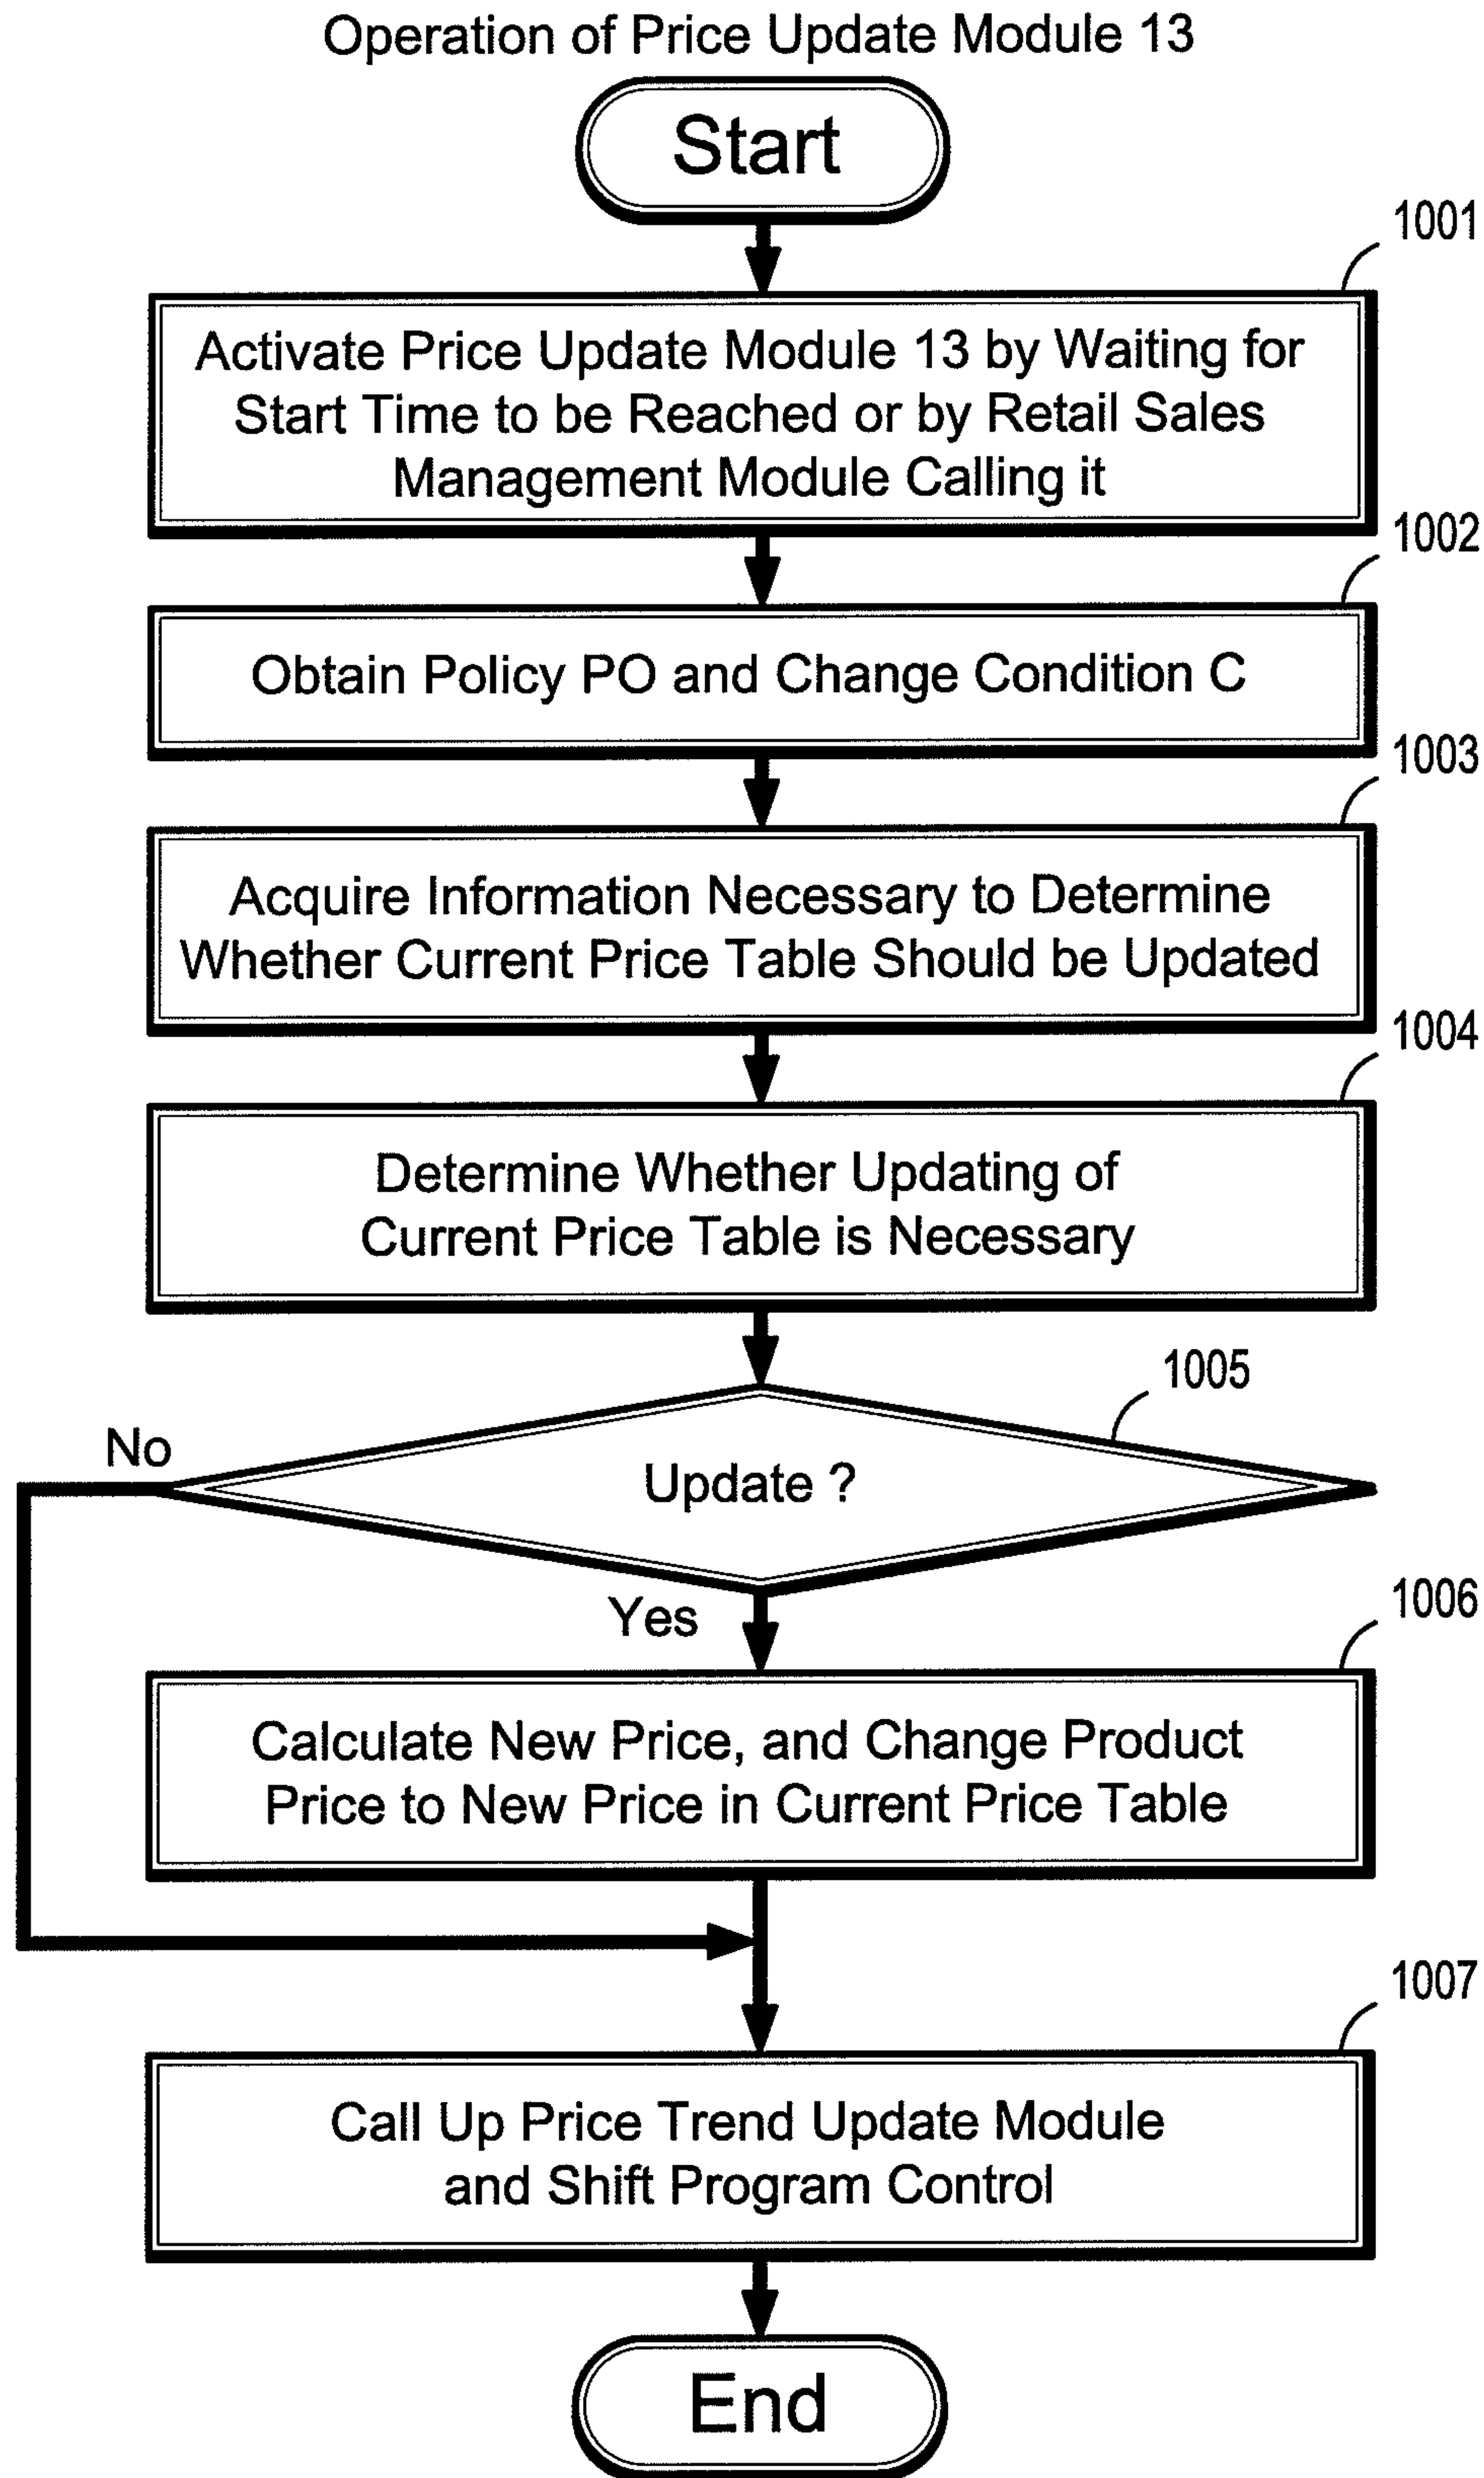 Operation of Price Update Module 13
Start
1001
Activate Price Update Module 13 by Waiting for
Start Time to be Reached or by Retail Sales
Management Module Calling it
1002
Obtain Policy PO and Change Condition C
1003
Acquire Information Necessary to Determine
Whether Current Price Table Should be Updated
1004
Determine Whether Updating of
Current Price Table is Necessary
1005
No
Update ?
Yes
1006
Calculate New Price, and Change Product
Price to New Price in Current Price Table
1007
Call Up Price Trend Update Module
and Shift Program Control
End